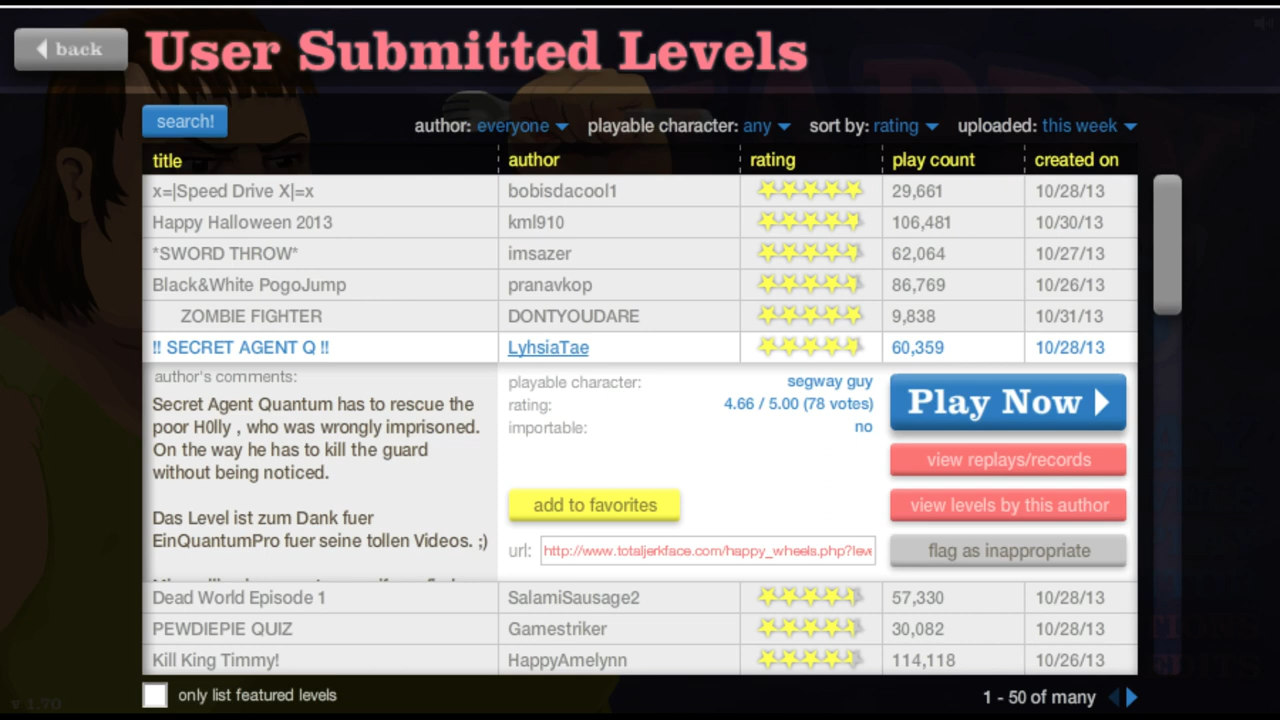 back
User Submitted Levels
search!
author: everyone playable character: any sort by: rating uploaded: this week
title author rating play count created on
x=|Speed Drive X|=x bobisdacool1 29,661 10/28/13
Happy Halloween 2013 kml910 106,481 10/30/13
*SWORD THROW* imsazer 62,064 10/27/13
Black&White PogoJump pranavkop 86,769 10/26/13
ZOMBIE FIGHTER DONTYOUDARE 9,838 10/31/13
!! SECRET AGENT Q !! LyhsiaTae 60,359 10/28/13
author's comments:
Secret Agent Quantum has to rescue the
poor H0lly , who was wrongly imprisoned.
On the way he has to kill the guard
without being noticed.
Das Level ist zum Dank fuer
EinQuantumPro fuer seine tollen Videos. ;)
playable character: segway guy
rating: 4.66 / 5.00 (78 votes)
importable: no
add to favorites
url: http://www.totaljerkface.com/happy_wheels.php?leve
Play Now
view replays/records
view levels by this author
flag as inappropriate
Dead World Episode 1 SalamiSausage2 57,330 10/28/13
PEWDIEPIE QUIZ Gamestriker 30,082 10/28/13
Kill King Timmy! HappyAmelynn 114,118 10/26/13
only list featured levels
1 - 50 of many
v 1.70